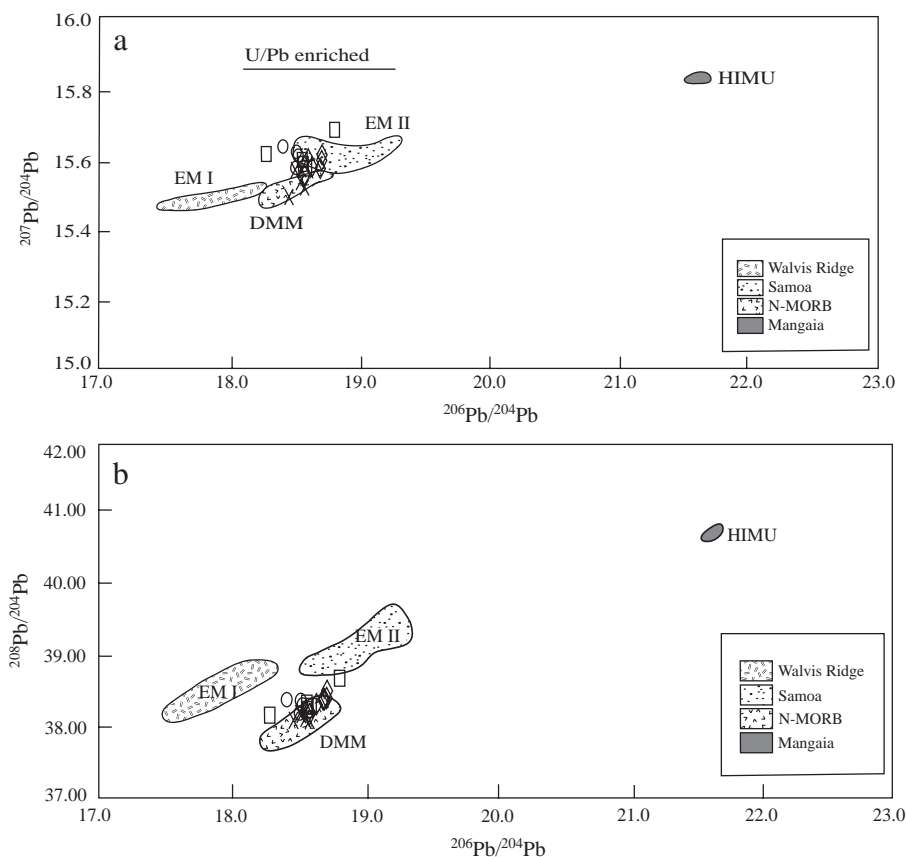 a
U/Pb enriched
HIMU
EM II
EM I
DMM
16.0
15.8
15.6
15.4
15.2
15.0
²⁰⁷Pb/²⁰⁴Pb
Walvis Ridge
Samoa
N-MORB
Mangaia
17.0 18.0 19.0 20.0 21.0 22.0 23.0
²⁰⁶Pb/²⁰⁴Pb
b
HIMU
EM II
EM I
DMM
42.00
41.00
40.00
39.00
38.00
37.00
²⁰⁸Pb/²⁰⁴Pb
Walvis Ridge
Samoa
N-MORB
Mangaia
17.0 18.0 19.0 20.0 21.0 22.0 23.0
²⁰⁶Pb/²⁰⁴Pb